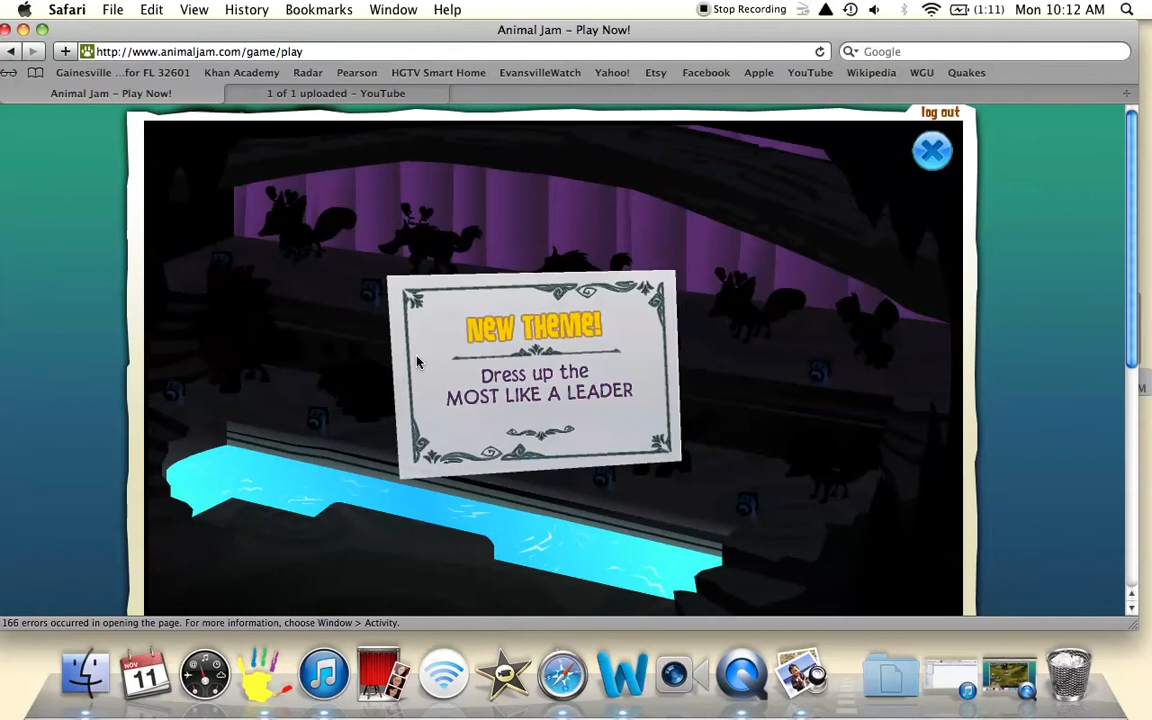 Safari File Edit View History Bookmarks Window Help Stop Recording (1:11) Mon 10:12 AM
Animal Jam – Play Now!
http://www.animaljam.com/game/play Google
Gainesville ...for FL 32601 Khan Academy Radar Pearson HGTV Smart Home EvansvilleWatch Yahoo! Etsy Facebook Apple YouTube Wikipedia WGU Quakes
Animal Jam – Play Now! 1 of 1 uploaded – YouTube
log out
NEW THEME!
Dress up the
MOST LIKE A LEADER
166 errors occurred in opening the page. For more information, choose Window > Activity.
NOV
11
W